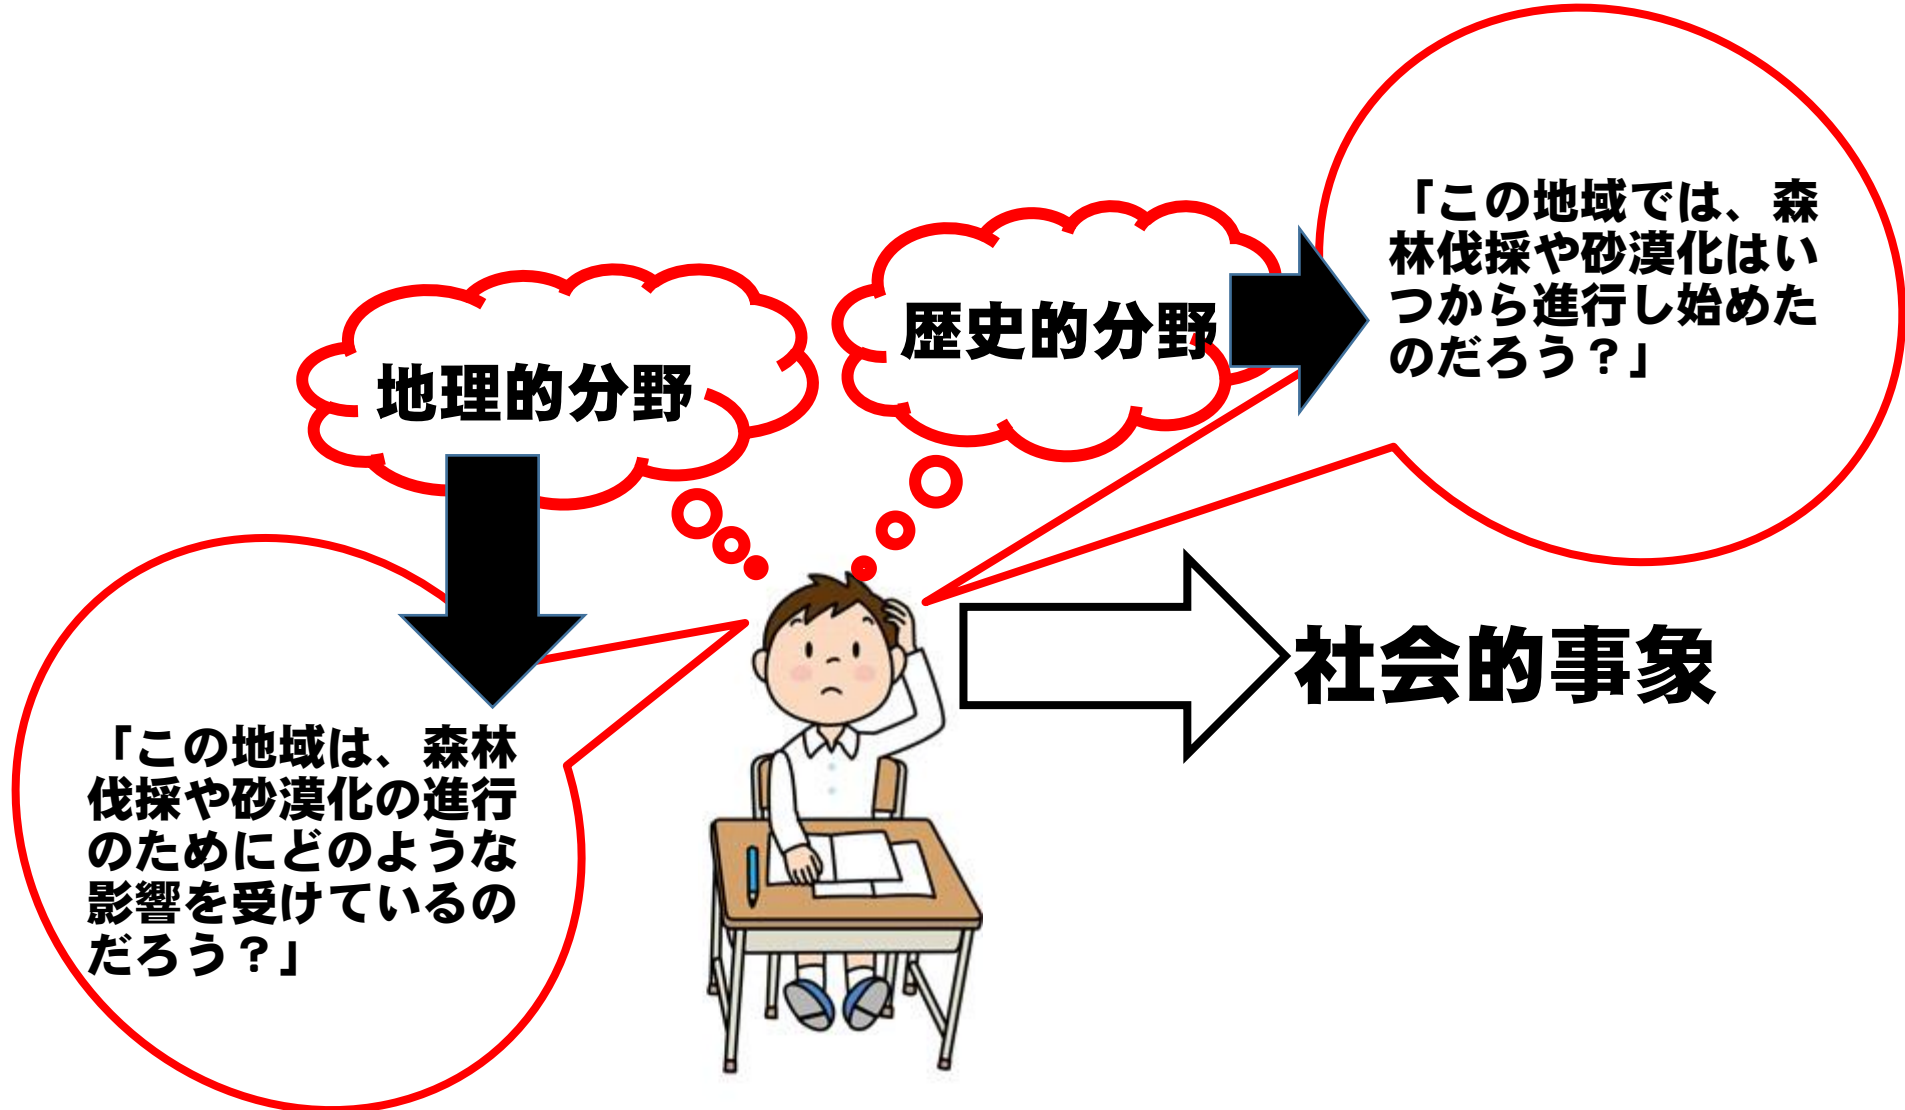 「この地域では、森
林伐採や砂漠化はい
つから進行し始めた
のだろう？」
歴史的分野
地理的分野
社会的事象
「この地域は、森林
伐採や砂漠化の進行
のためにどのような
影響を受けているの
だろう？」